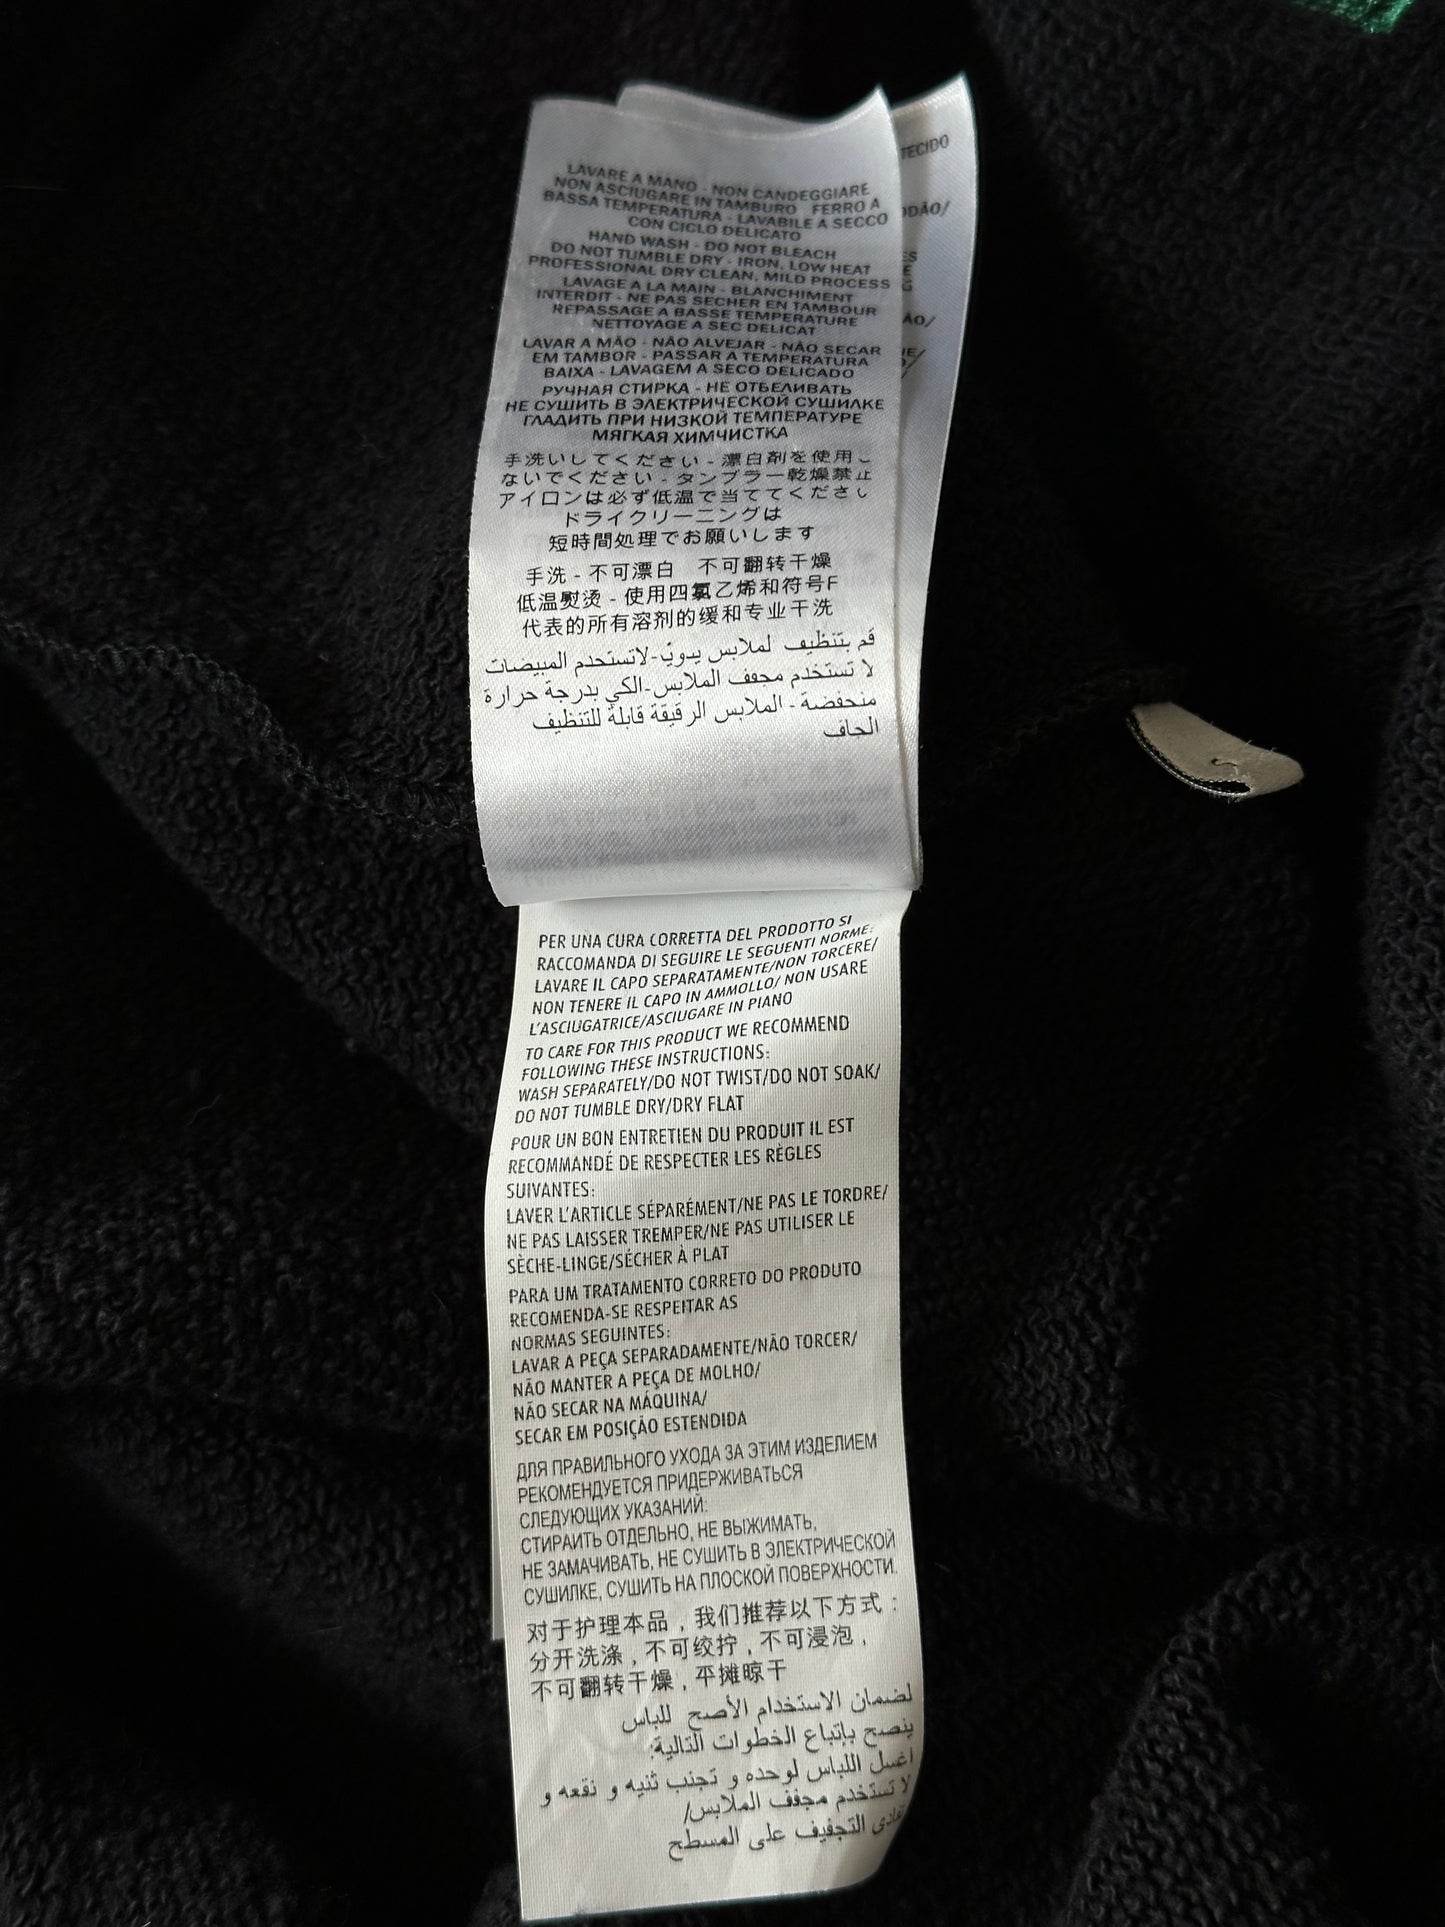 LAVARE A MANO - NON CANDEGGIARE
NON ASCIUGARE IN TAMBURO FERRO A
BASSA TEMPERATURA - LAVABILE A SECCO
CON CICLO DELICATO
HAND WASH - DO NOT BLEACH
DO NOT TUMBLE DRY - IRON, LOW HEAT
PROFESSIONAL DRY CLEAN, MILD PROCESS
LAVAGE A LA MAIN - BLANCHIMENT
INTERDIT - NE PAS SECHER EN TAMBOUR
REPASSAGE A BASSE TEMPERATURE
NETTOYAGE A SEC DELICAT
LAVAR A MÃO - NÃO ALVEJAR - NÃO SECAR
EM TAMBOR - PASSAR A TEMPERATURA
BAIXA - LAVAGEM A SECO DELICADO
РУЧНАЯ СТИРКА - НЕ ОТБЕЛИВАТЬ
НЕ СУШИТЬ В ЭЛЕКТРИЧЕСКОЙ СУШИЛКЕ
ГЛАДИТЬ ПРИ НИЗКОЙ ТЕМПЕРАТУРЕ
МЯГКАЯ ХИМЧИСТКА
手洗いしてください - 漂白剤を使用し
ないでください - タンブラー乾燥禁止
アイロンは必ず低温で当ててください
ドライクリーニングは
短時間処理でお願いします
手洗 - 不可漂白 不可翻转干燥
低温熨烫 - 使用四氯乙烯和符号F
代表的所有溶剂的缓和专业干洗
قم بتنظيف لملابس يدويّ-لاتستخدم المبيضات
لا تستخدم مجفف الملابس-الكي بدرجة حرارة
منخفضة - الملابس الرقيقة قابلة للتنظيف
الجاف
TECIDO
PER UNA CURA CORRETTA DEL PRODOTTO SI
RACCOMANDA DI SEGUIRE LE SEGUENTI NORME:
LAVARE IL CAPO SEPARATAMENTE/NON TORCERE/
NON TENERE IL CAPO IN AMMOLLO/ NON USARE
L'ASCIUGATRICE/ASCIUGARE IN PIANO
TO CARE FOR THIS PRODUCT WE RECOMMEND
FOLLOWING THESE INSTRUCTIONS:
WASH SEPARATELY/DO NOT TWIST/DO NOT SOAK/
DO NOT TUMBLE DRY/DRY FLAT
POUR UN BON ENTRETIEN DU PRODUIT IL EST
RECOMMANDÉ DE RESPECTER LES RÈGLES
SUIVANTES:
LAVER L'ARTICLE SÉPARÉMENT/NE PAS LE TORDRE/
NE PAS LAISSER TREMPER/NE PAS UTILISER LE
SÈCHE-LINGE/SÉCHER À PLAT
PARA UM TRATAMENTO CORRETO DO PRODUTO
RECOMENDA-SE RESPEITAR AS
NORMAS SEGUINTES:
LAVAR A PEÇA SEPARADAMENTE/NÃO TORCER/
NÃO MANTER A PEÇA DE MOLHO/
NÃO SECAR NA MÁQUINA/
SECAR EM POSIÇÃO ESTENDIDA
ДЛЯ ПРАВИЛЬНОГО УХОДА ЗА ЭТИМ ИЗДЕЛИЕМ
РЕКОМЕНДУЕТСЯ ПРИДЕРЖИВАТЬСЯ
СЛЕДУЮЩИХ УКАЗАНИЙ:
СТИРАИТЬ ОТДЕЛЬНО, НЕ ВЫЖИМАТЬ,
НЕ ЗАМАЧИВАТЬ, НЕ СУШИТЬ В ЭЛЕКТРИЧЕСКОЙ
СУШИЛКЕ, СУШИТЬ НА ПЛОСКОЙ ПОВЕРХНОСТИ.
对于护理本品，我们推荐以下方式：
分开洗涤，不可绞拧，不可浸泡，
不可翻转干燥，平摊晾干
لضمان الاستخدام الأصح للباس
ينصح بإتباع الخطوات التالية:
اغسل اللباس لوحده و تجنب ثنيه و نقعه و
لا تستخدم مجفف الملابس/
التجفيف على المسطح